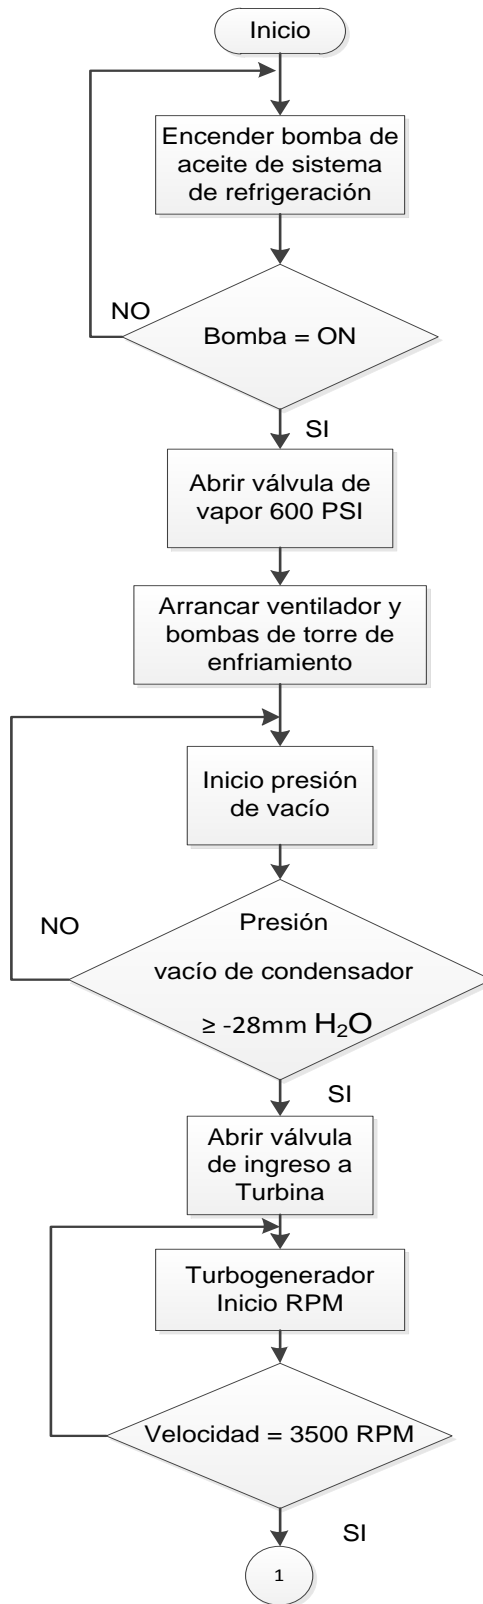 Inicio
Encender bomba de
aceite de sistema
de refrigeración
NO
Bomba = ON
SI
Abrir válvula de
vapor 600 PSI
Arrancar ventilador y
bombas de torre de
enfriamiento
Inicio presión
de vacío
NO
Presión
vacío de condensador
≥ -28mm H₂O
SI
Abrir válvula
de ingreso a
Turbina
Turbogenerador
Inicio RPM
Velocidad = 3500 RPM
SI
1